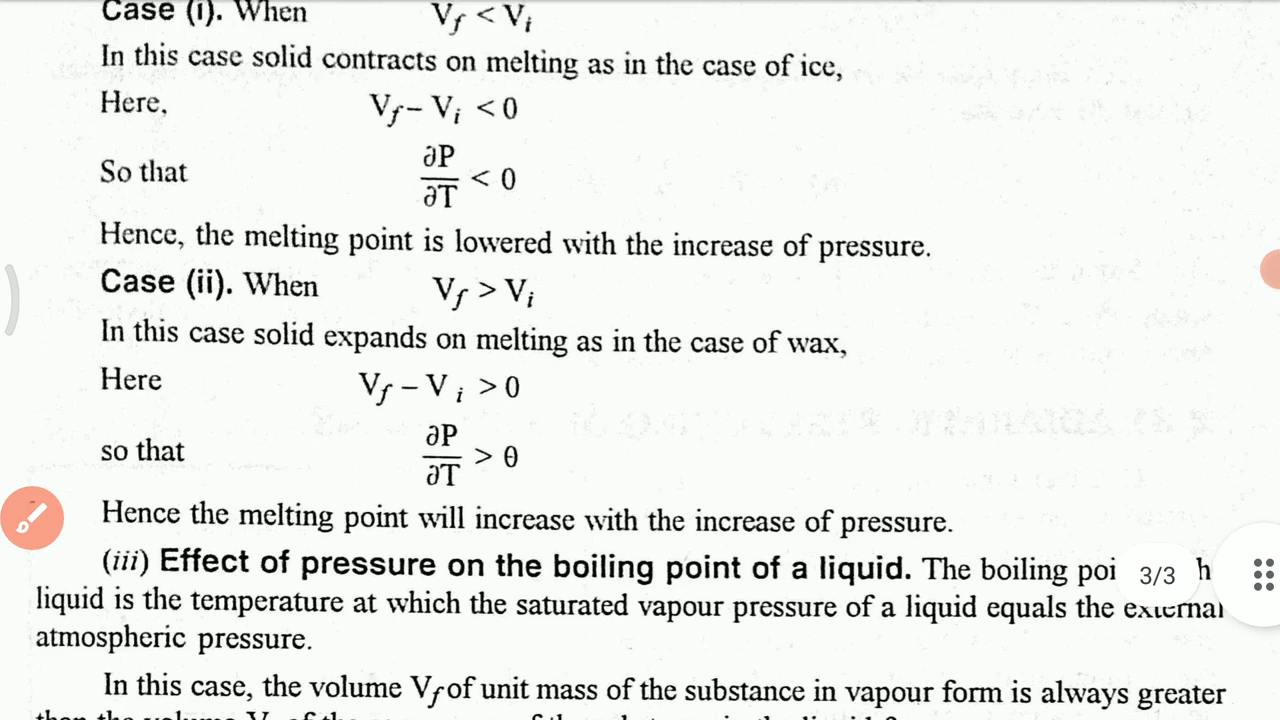 Case (i). When V_f < V_i
In this case solid contracts on melting as in the case of ice,
Here, V_f − V_i < 0
So that ∂P/∂T < 0
Hence, the melting point is lowered with the increase of pressure.
Case (ii). When V_f > V_i
In this case solid expands on melting as in the case of wax,
Here V_f − V_i > 0
so that ∂P/∂T > 0
Hence the melting point will increase with the increase of pressure.
(iii) Effect of pressure on the boiling point of a liquid. The boiling poi h
3/3
liquid is the temperature at which the saturated vapour pressure of a liquid equals the external
atmospheric pressure.
In this case, the volume V_f of unit mass of the substance in vapour form is always greater